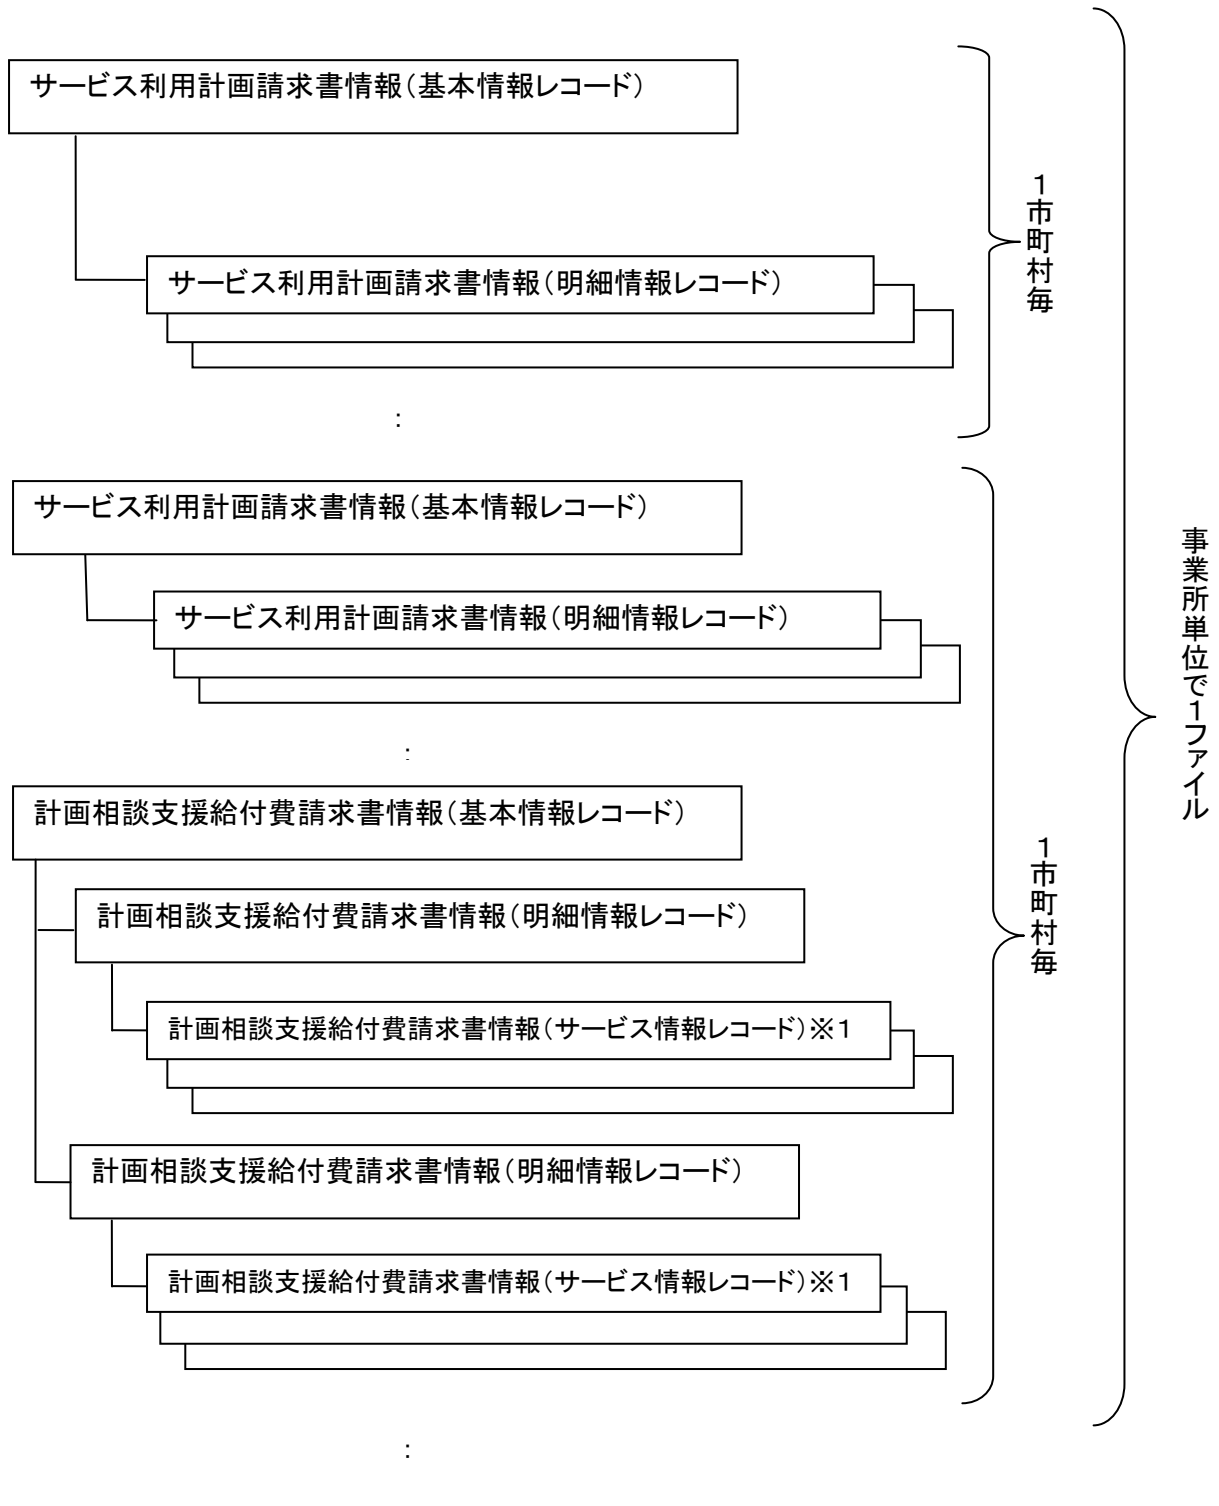 サービス利用計画請求書情報（基本情報レコード）
サービス利用計画請求書情報（明細情報レコード）
：
１市町村毎
サービス利用計画請求書情報（基本情報レコード）
サービス利用計画請求書情報（明細情報レコード）
：
計画相談支援給付費請求書情報（基本情報レコード）
計画相談支援給付費請求書情報（明細情報レコード）
計画相談支援給付費請求書情報（サービス情報レコード）※１
計画相談支援給付費請求書情報（明細情報レコード）
計画相談支援給付費請求書情報（サービス情報レコード）※１
：
１市町村毎
事業所単位で１ファイル